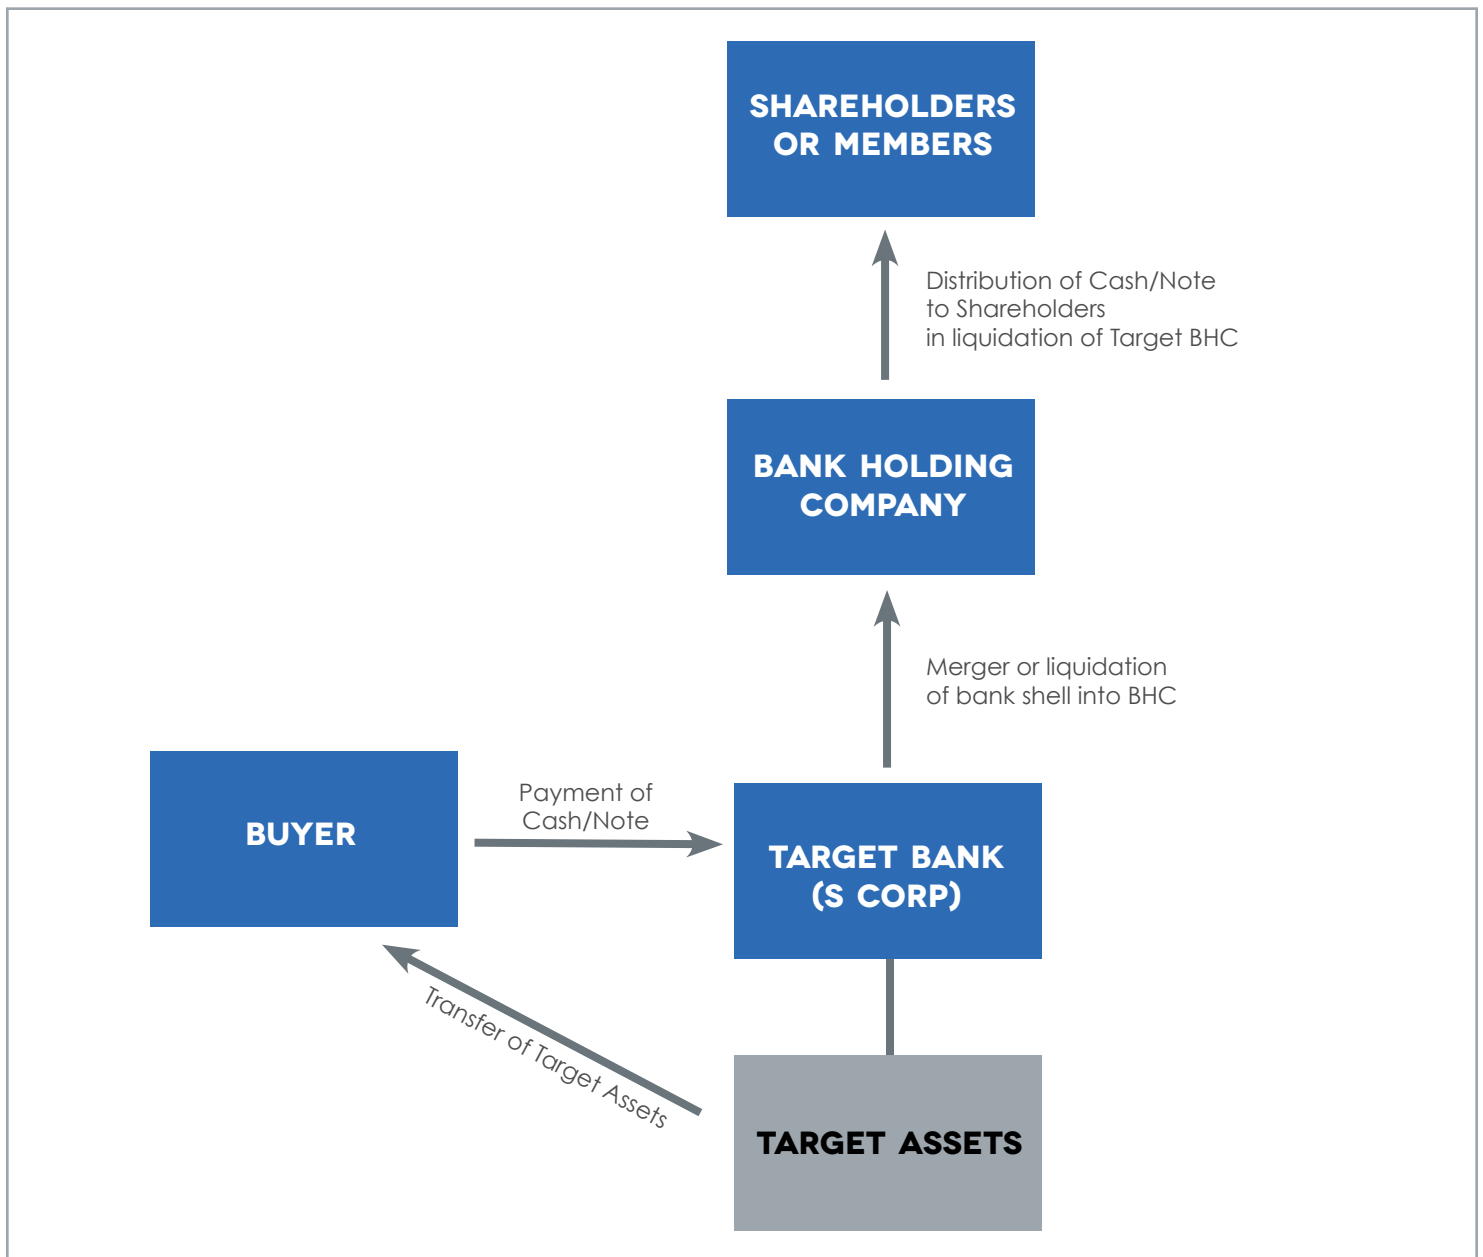 SHAREHOLDERS
OR MEMBERS
Distribution of Cash/Note
to Shareholders
in liquidation of Target BHC
BANK HOLDING
COMPANY
Merger or liquidation
of bank shell into BHC
BUYER
Payment of
Cash/Note
TARGET BANK
(S CORP)
Transfer of Target Assets
TARGET ASSETS